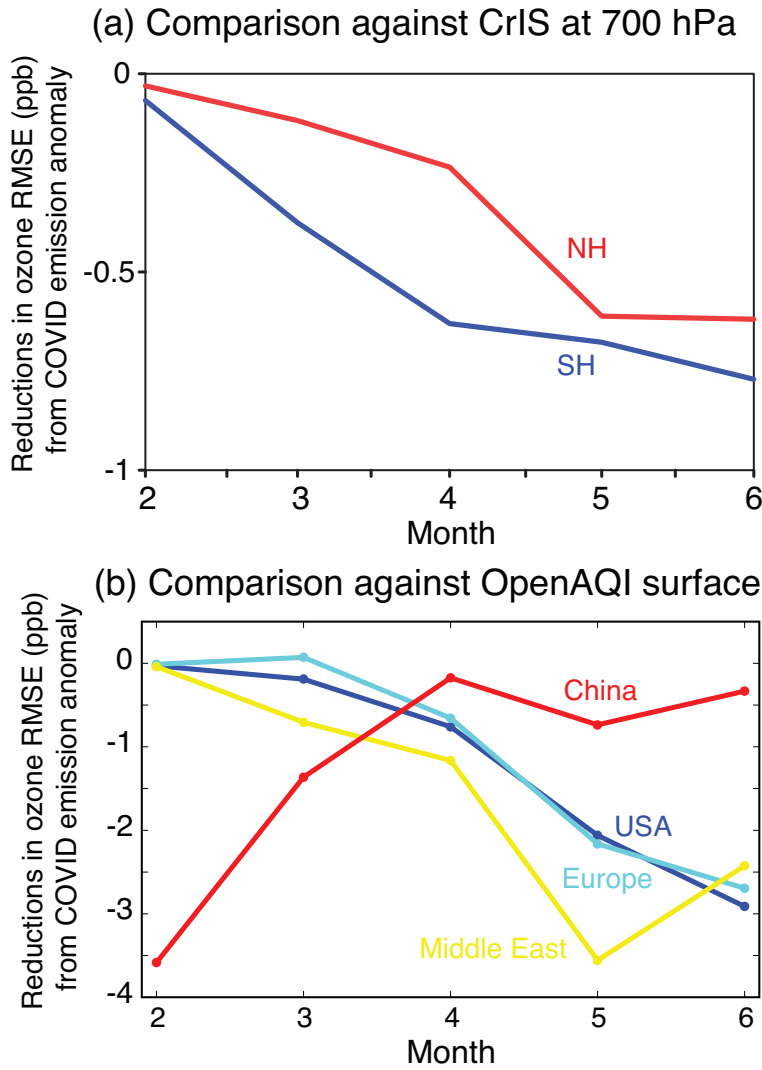 (a) Comparison against CrIS at 700 hPa
Reductions in ozone RMSE (ppb)
from COVID emission anomaly
0
-0.5
-1
NH
SH
2 3 4 5 6
Month
(b) Comparison against OpenAQI surface
Reductions in ozone RMSE (ppb)
from COVID emission anomaly
0
-1
-2
-3
-4
China
USA
Europe
Middle East
2 3 4 5 6
Month